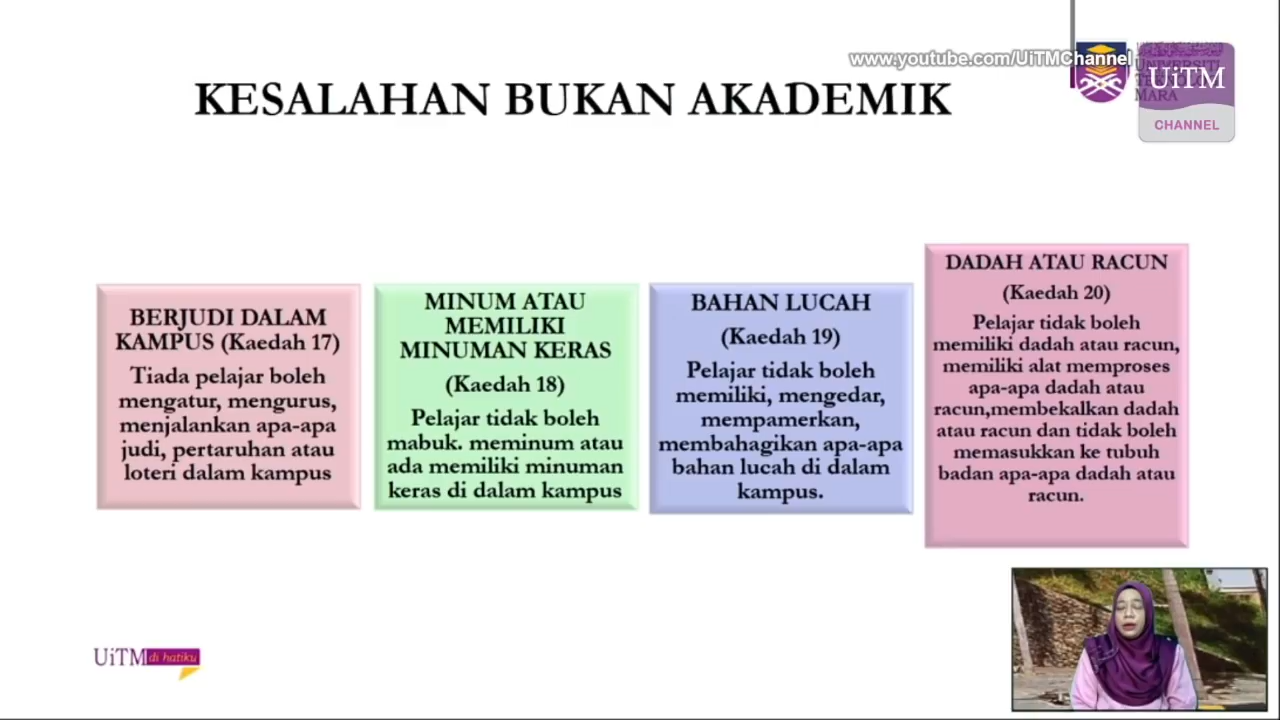 www.youtube.com/UiTMChannel
UNIVERSITI
TEKNOLOGI
MARA
UiTM
CHANNEL
KESALAHAN BUKAN AKADEMIK
BERJUDI DALAM
KAMPUS (Kaedah 17)
Tiada pelajar boleh
mengatur, mengurus,
menjalankan apa-apa
judi, pertaruhan atau
loteri dalam kampus
MINUM ATAU
MEMILIKI
MINUMAN KERAS
(Kaedah 18)
Pelajar tidak boleh
mabuk. meminum atau
ada memiliki minuman
keras di dalam kampus
BAHAN LUCAH
(Kaedah 19)
Pelajar tidak boleh
memiliki, mengedar,
mempamerkan,
membahagikan apa-apa
bahan lucah di dalam
kampus.
DADAH ATAU RACUN
(Kaedah 20)
Pelajar tidak boleh
memiliki dadah atau racun,
memiliki alat memproses
apa-apa dadah atau
racun,membekalkan dadah
atau racun dan tidak boleh
memasukkan ke tubuh
badan apa-apa dadah atau
racun.
UiTM di hatiku